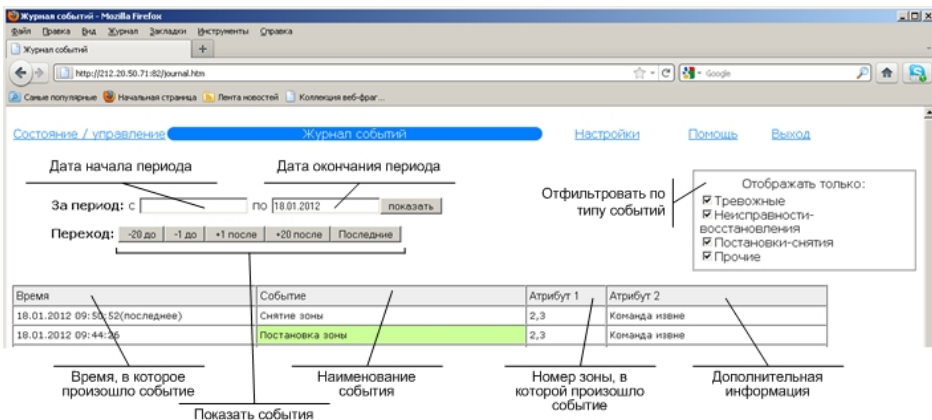 Журнал событий - Mozilla Firefox
Файл Правка Вид Журнал Закладки Инструменты Справка
Журнал событий +
http://212.20.50.71:82/journal.htm
Google
Самые популярные Начальная страница Лента новостей Коллекция веб-фраг...
Состояние / управление Журнал событий Настройки Помощь Выход
Дата начала периода Дата окончания периода
За период: с по 18.01.2012 показать
Переход: -20 до -1 до +1 после +20 после Последние
Отфильтровать по
типу событий
Отображать только:
Тревожные
Неисправности-
восстановления
Постановки-снятия
Прочие
Время Событие Атрибут 1 Атрибут 2
18.01.2012 09:50:52(последнее) Снятие зоны 2,3 Команда извне
18.01.2012 09:44:26 Постановка зоны 2,3 Команда извне
Время, в которое
произошло событие
Показать события
Наименование
события
Номер зоны, в
которой произошло
событие
Дополнительная
информация